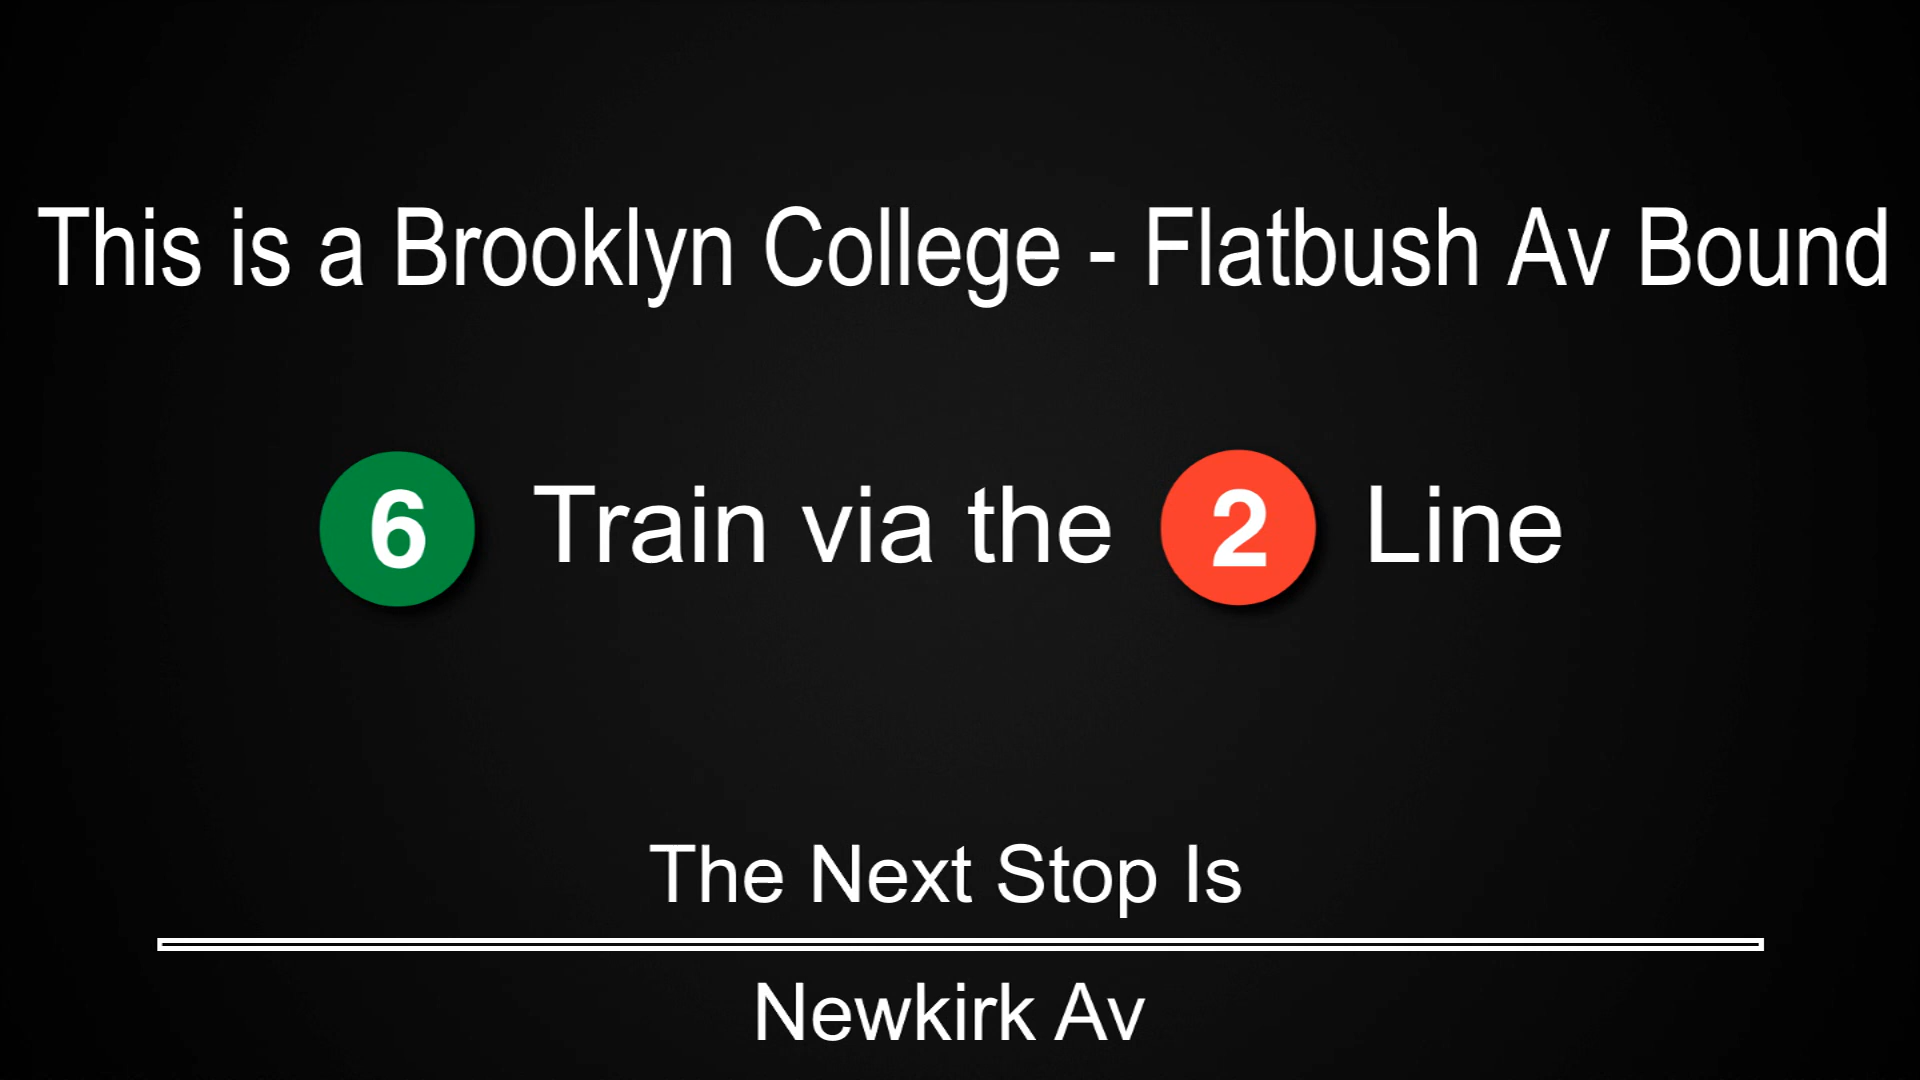 This is a Brooklyn College - Flatbush Av Bound
6 Train via the 2 Line
The Next Stop Is
Newkirk Av